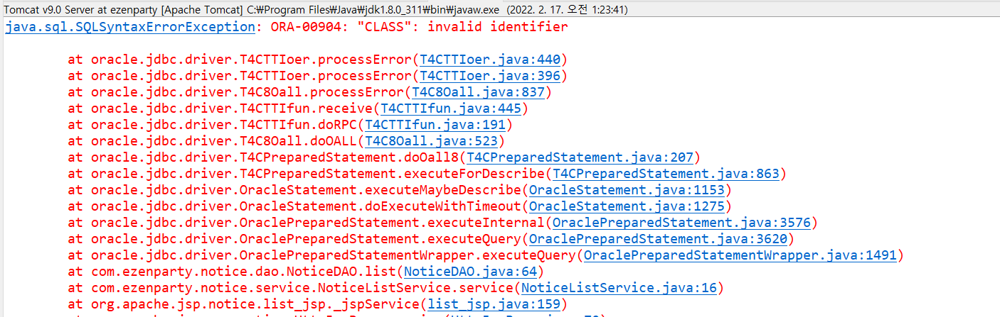 Tomcat v9.0 Server at ezenparty [Apache Tomcat] C:₩Program Files₩Java₩jdk1.8.0_311₩bin₩javaw.exe (2022. 2. 17. 오전 1:23:41)
java.sql.SQLSyntaxErrorException: ORA-00904: "CLASS": invalid identifier
at oracle.jdbc.driver.T4CTTIoer.processError(T4CTTIoer.java:440)
at oracle.jdbc.driver.T4CTTIoer.processError(T4CTTIoer.java:396)
at oracle.jdbc.driver.T4C8Oall.processError(T4C8Oall.java:837)
at oracle.jdbc.driver.T4CTTIfun.receive(T4CTTIfun.java:445)
at oracle.jdbc.driver.T4CTTIfun.doRPC(T4CTTIfun.java:191)
at oracle.jdbc.driver.T4C8Oall.doOALL(T4C8Oall.java:523)
at oracle.jdbc.driver.T4CPreparedStatement.doOall8(T4CPreparedStatement.java:207)
at oracle.jdbc.driver.T4CPreparedStatement.executeForDescribe(T4CPreparedStatement.java:863)
at oracle.jdbc.driver.OracleStatement.executeMaybeDescribe(OracleStatement.java:1153)
at oracle.jdbc.driver.OracleStatement.doExecuteWithTimeout(OracleStatement.java:1275)
at oracle.jdbc.driver.OraclePreparedStatement.executeInternal(OraclePreparedStatement.java:3576)
at oracle.jdbc.driver.OraclePreparedStatement.executeQuery(OraclePreparedStatement.java:3620)
at oracle.jdbc.driver.OraclePreparedStatementWrapper.executeQuery(OraclePreparedStatementWrapper.java:1491)
at com.ezenparty.notice.dao.NoticeDAO.list(NoticeDAO.java:64)
at com.ezenparty.notice.service.NoticeListService.service(NoticeListService.java:16)
at org.apache.jsp.notice.list_jsp._jspService(list_jsp.java:159)